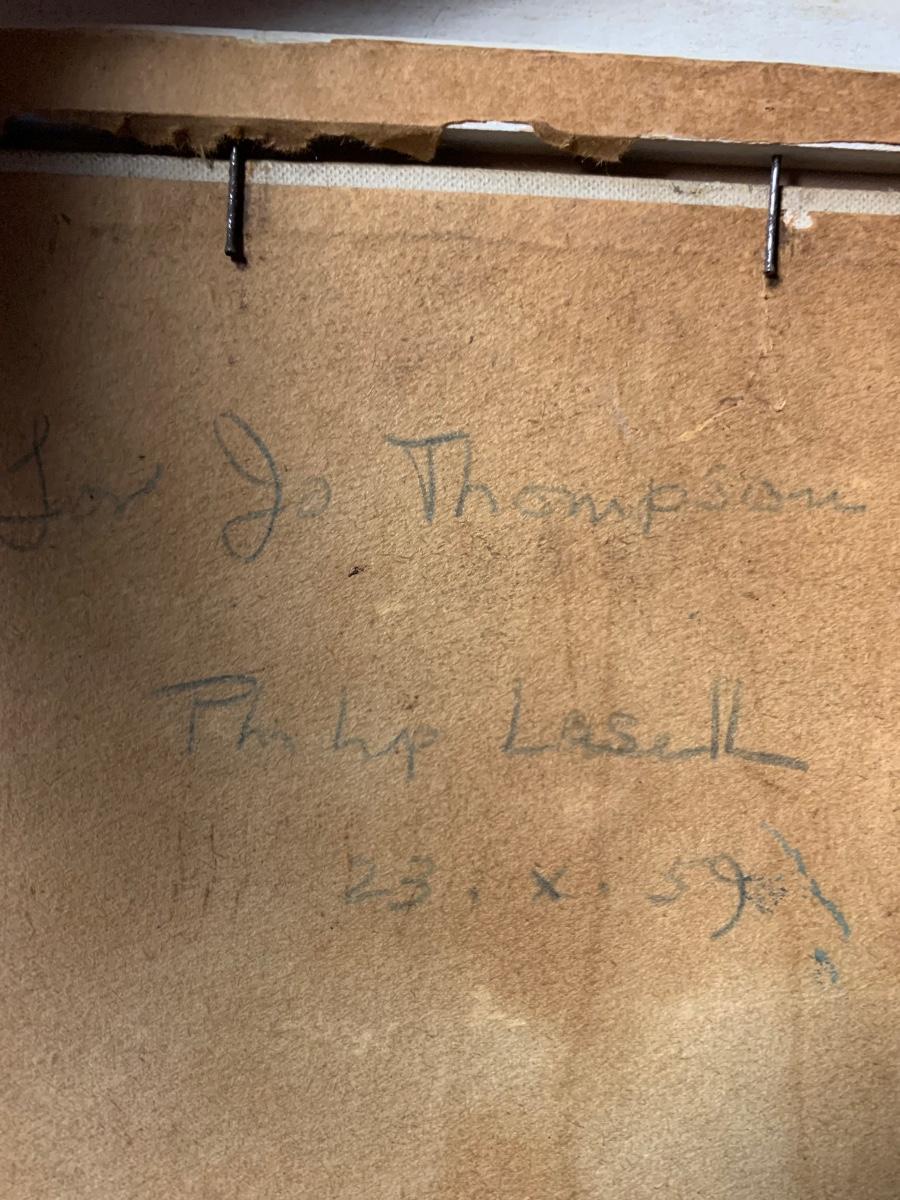 For Jo Thompson
Philip Lasell
23. x. 59